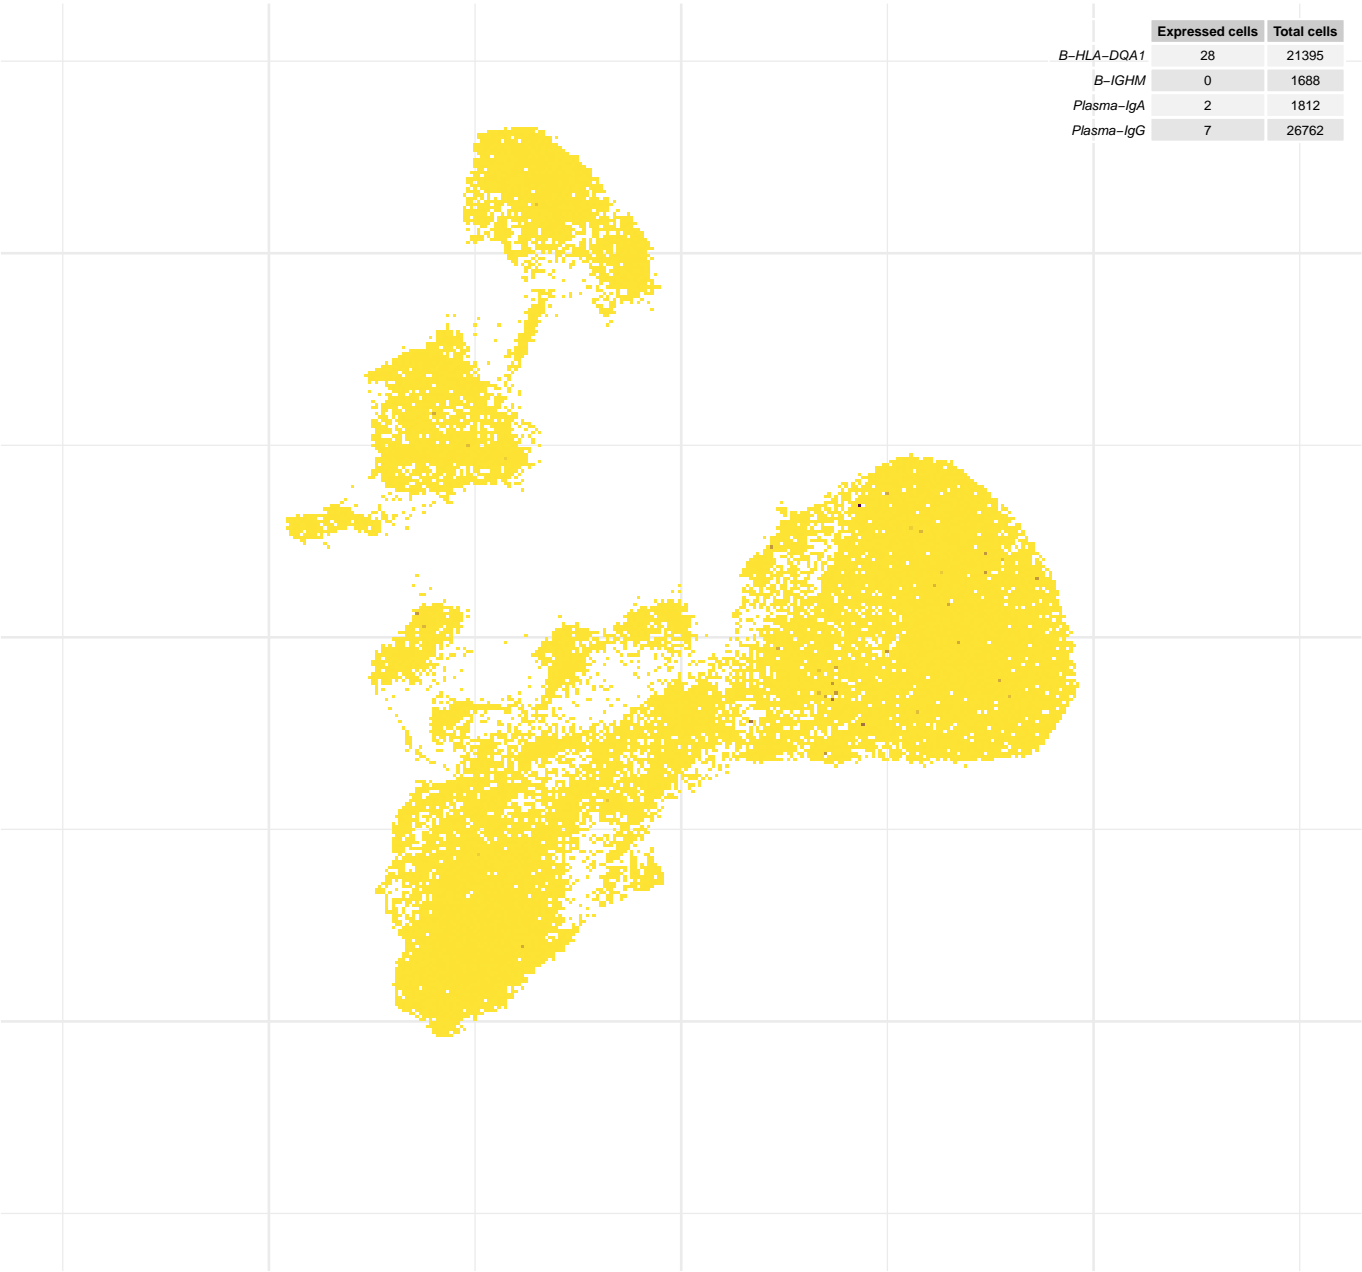 Expressed cells Total cells
B−HLA−DQA1 28 21395
B−IGHM 0 1688
Plasma−IgA 2 1812
Plasma−IgG 7 26762